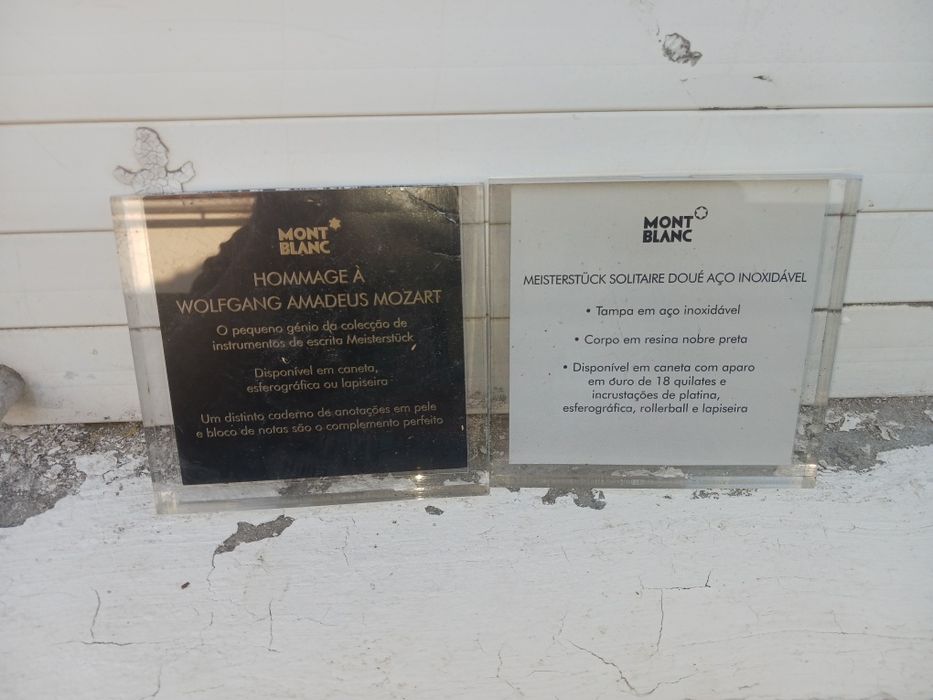 MONT
BLANC
HOMMAGE À
WOLFGANG AMADEUS MOZART
O pequeno génio da colecção de
instrumentos de escrita Meisterstück
Disponível em caneta,
esferográfica ou lapiseira
Um distinto caderno de anotações em pele
e bloco de notas são o complemento perfeito
MONT
BLANC
MEISTERSTÜCK SOLITAIRE DOUÉ AÇO INOXIDÁVEL
• Tampa em aço inoxidável
• Corpo em resina nobre preta
• Disponível em caneta com aparo
em ouro de 18 quilates e
incrustações de platina,
esferográfica, rollerball e lapiseira